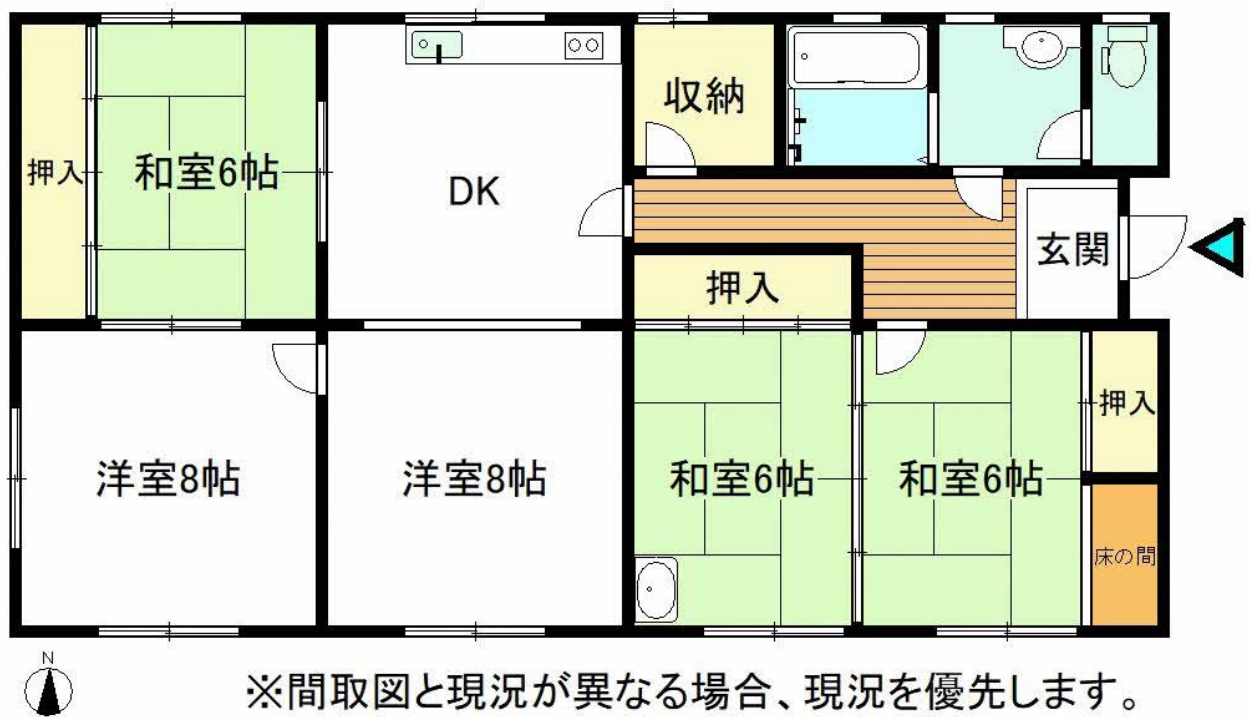 押入
和室6帖
DK
収納
押入
玄関
洋室8帖
洋室8帖
和室6帖
和室6帖
押入
床の間
N
※間取図と現況が異なる場合、現況を優先します。